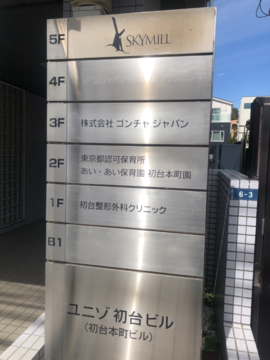 5F SKYMILL
4F
3F 株式会社 ゴンチャ ジャパン
2F 東京都認可保育所
あい・あい保育園 初台本町園
1F 初台整形外科クリニック
B1
ユニゾ 初台ビル
(初台本町ビル)
6-3